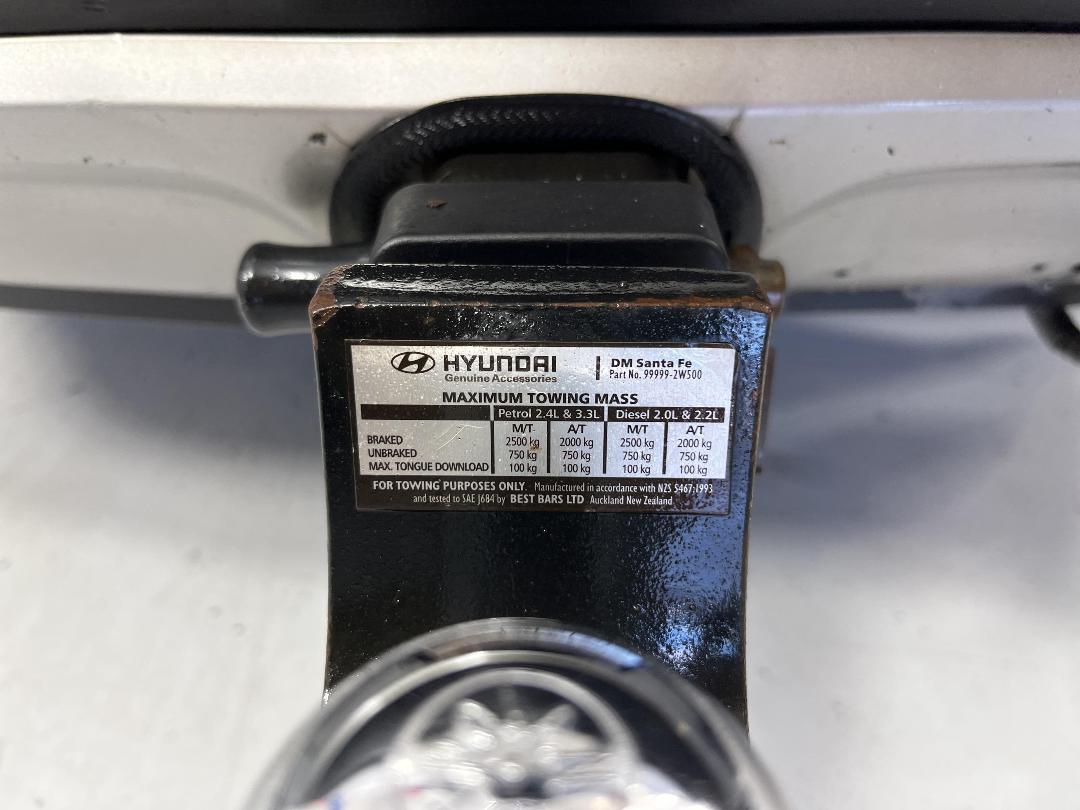 HYUNDAI
Genuine Accessories
DM Santa Fe
Part No. 99999-2W500
MAXIMUM TOWING MASS
Petrol 2.4L & 3.3L Diesel 2.0L & 2.2L
M/T A/T M/T A/T
BRAKED 2500 kg 2000 kg 2500 kg 2000 kg
UNBRAKED 750 kg 750 kg 750 kg 750 kg
MAX. TONGUE DOWNLOAD 100 kg 100 kg 100 kg 100 kg
FOR TOWING PURPOSES ONLY. Manufactured in accordance with NZS 5467:1993
and tested to SAE J684 by BEST BARS LTD Auckland New Zealand